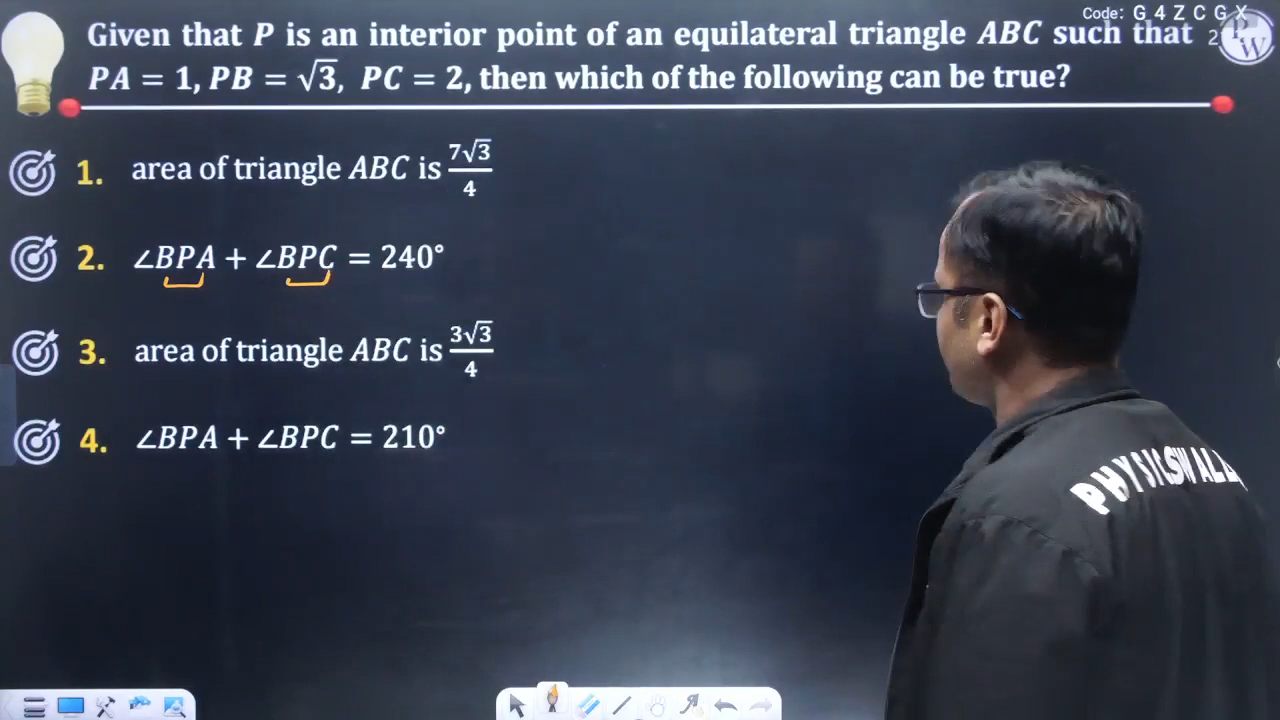 Code: G 4 Z C G X
Given that P is an interior point of an equilateral triangle ABC such that
PA = 1, PB = √3, PC = 2, then which of the following can be true?
1. area of triangle ABC is 7√3/4
2. ∠BPA + ∠BPC = 240°
3. area of triangle ABC is 3√3/4
4. ∠BPA + ∠BPC = 210°
PHYSICSWALLA